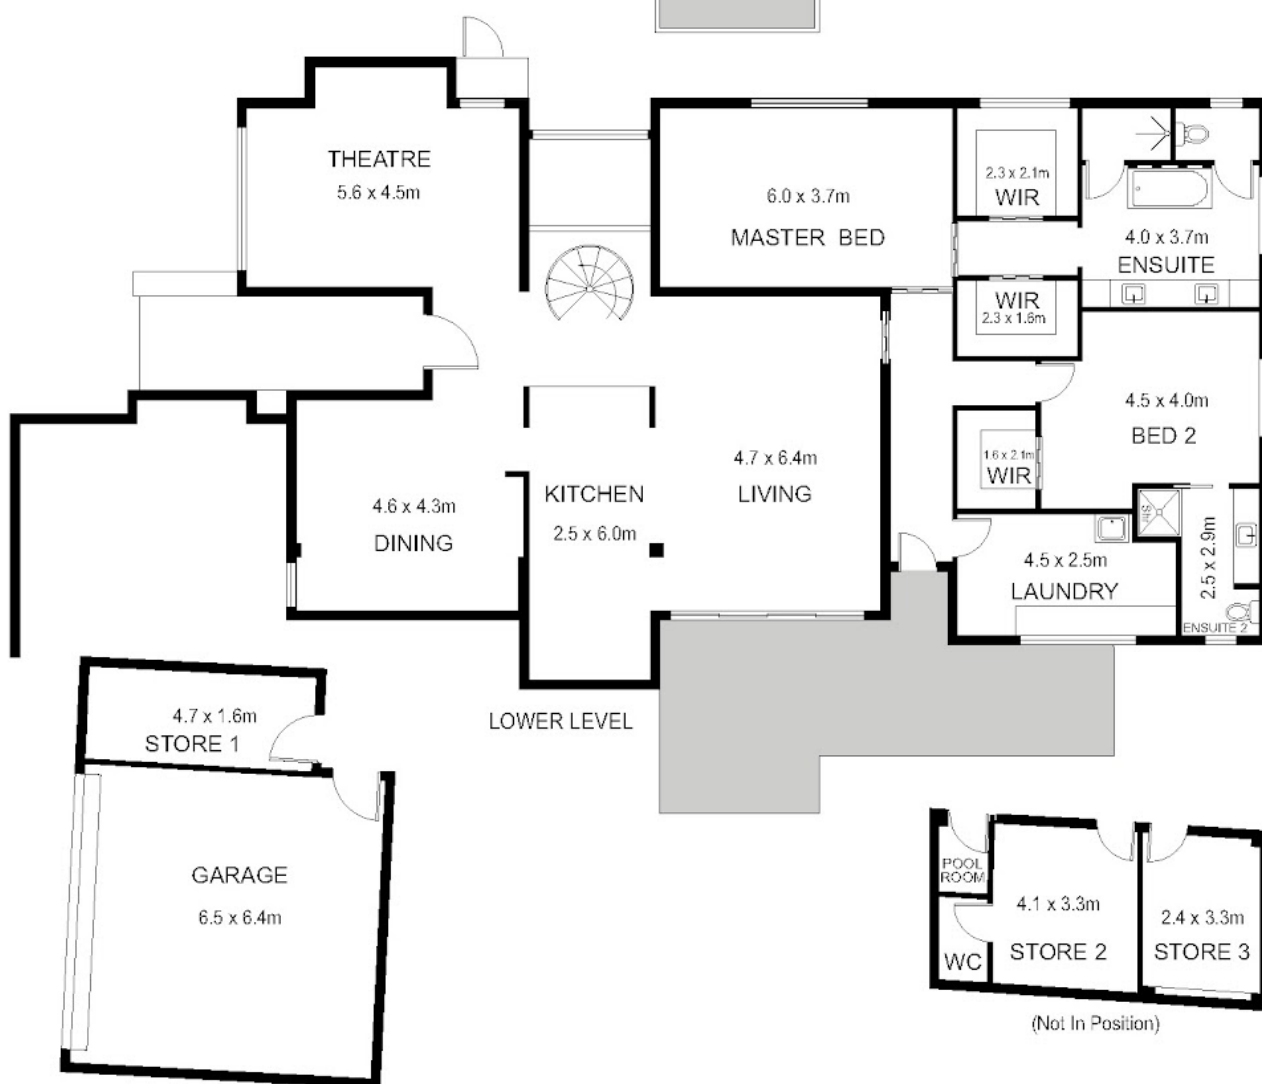 THEATRE
5.6 x 4.5m
6.0 x 3.7m
MASTER BED
2.3 x 2.1m
WIR
4.0 x 3.7m
ENSUITE
WIR
2.3 x 1.6m
4.5 x 4.0m
BED 2
1.6 x 2.1m
WIR
4.7 x 6.4m
LIVING
KITCHEN
2.5 x 6.0m
4.6 x 4.3m
DINING
Shr
2.5 x 2.9m
ENSUITE 2
4.5 x 2.5m
LAUNDRY
LOWER LEVEL
4.7 x 1.6m
STORE 1
GARAGE
6.5 x 6.4m
POOL
ROOM
WC
4.1 x 3.3m
STORE 2
2.4 x 3.3m
STORE 3
(Not In Position)